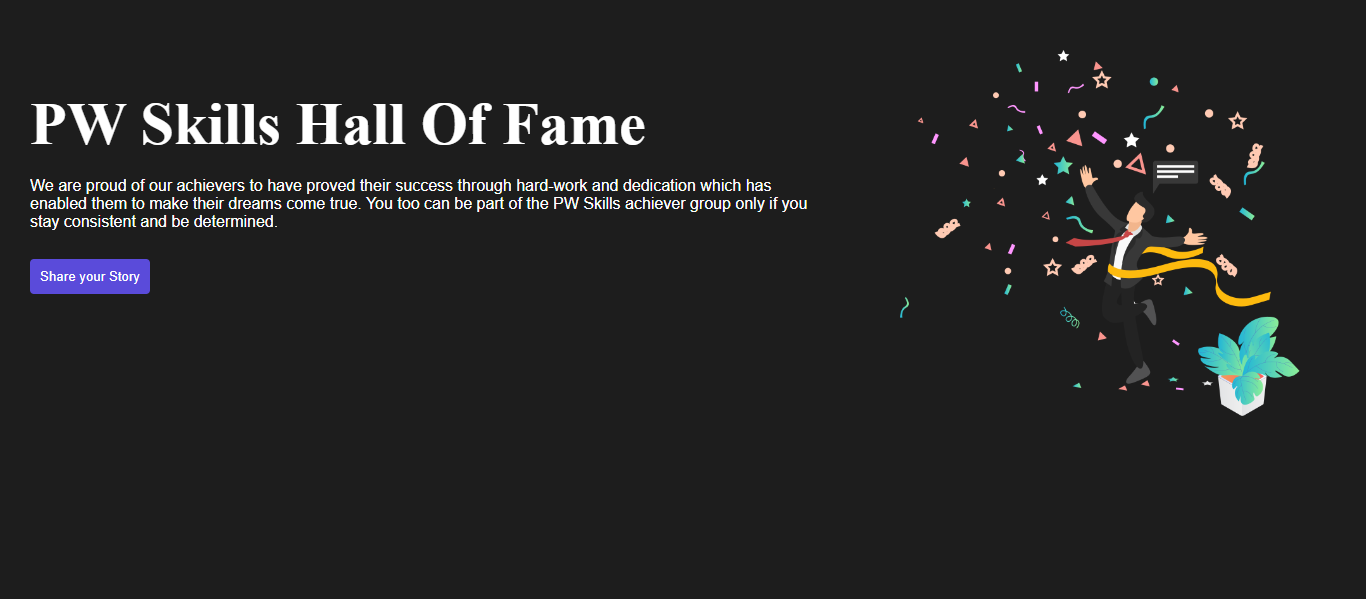 PW Skills Hall Of Fame
We are proud of our achievers to have proved their success through hard-work and dedication which has
enabled them to make their dreams come true. You too can be part of the PW Skills achiever group only if you
stay consistent and be determined.
Share your Story